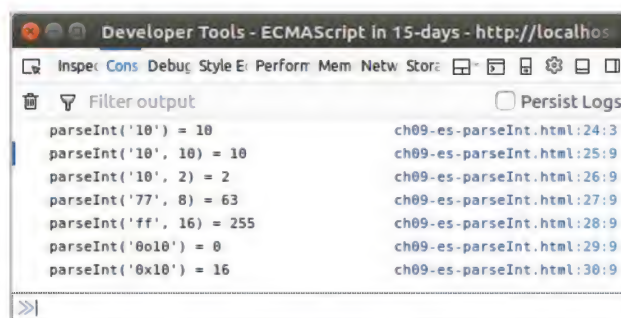 Developer Tools - ECMAScript in 15-days - http://localhos
Inspec Cons Debug Style E Perform Mem Netw Stora
Filter output Persist Logs
parseInt('10') = 10 ch09-es-parseInt.html:24:3
parseInt('10', 10) = 10 ch09-es-parseInt.html:25:9
parseInt('10', 2) = 2 ch09-es-parseInt.html:26:9
parseInt('77', 8) = 63 ch09-es-parseInt.html:27:9
parseInt('ff', 16) = 255 ch09-es-parseInt.html:28:9
parseInt('0o10') = 0 ch09-es-parseInt.html:29:9
parseInt('0x10') = 16 ch09-es-parseInt.html:30:9